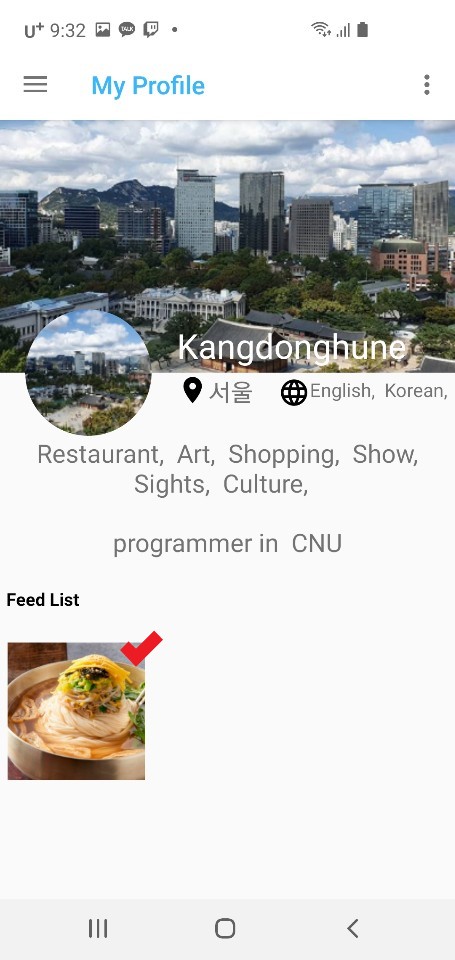 U+ 9:32 TALK
My Profile
Kangdonghune
서울 English, Korean,
Restaurant, Art, Shopping, Show,
Sights, Culture,
programmer in CNU
Feed List